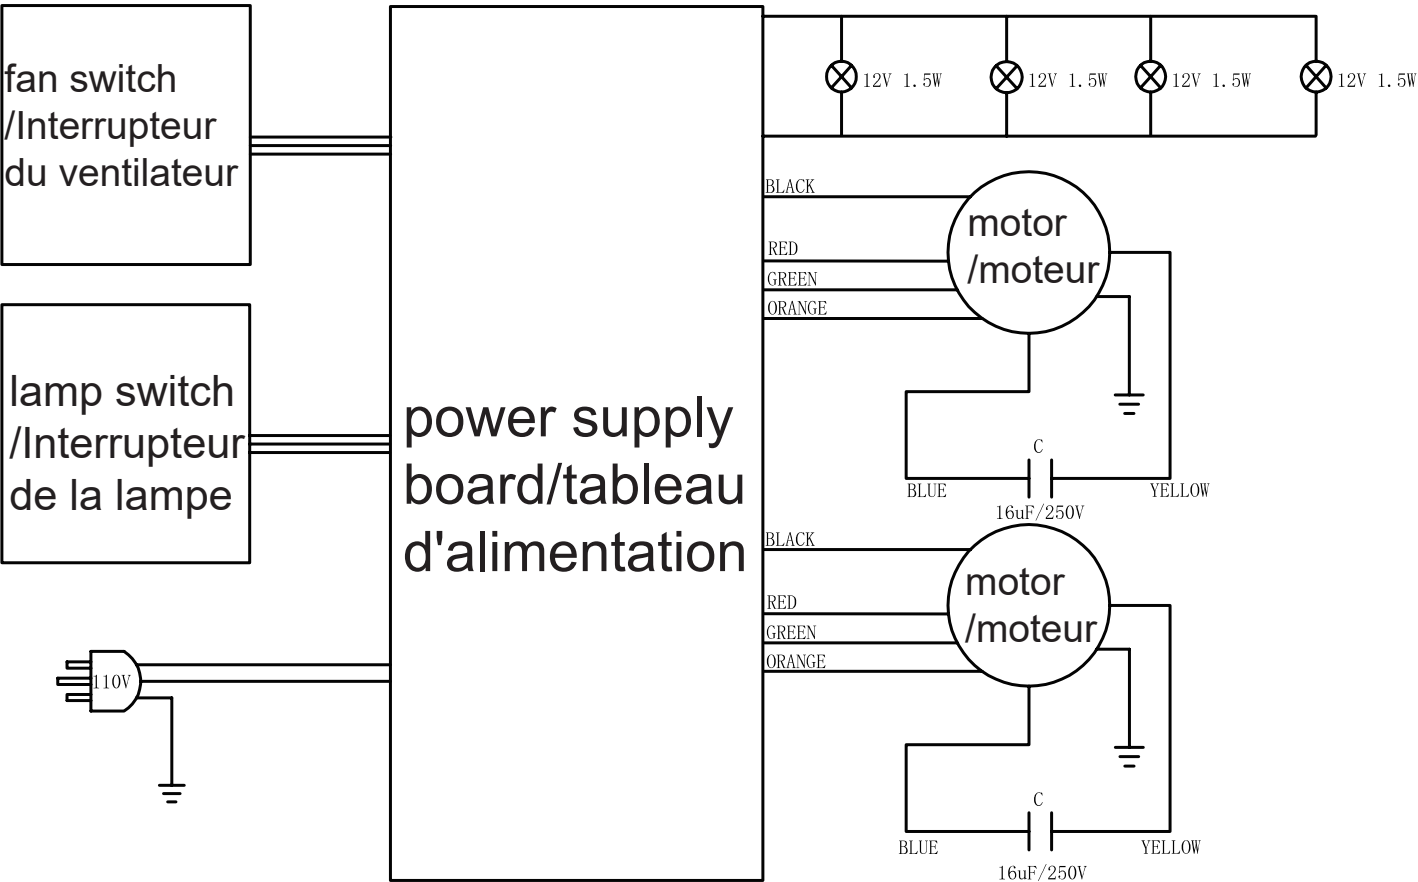 fan switch
/Interrupteur
du ventilateur
lamp switch
/Interrupteur
de la lampe
110V
power supply
board/tableau
d'alimentation
12V 1.5W
12V 1.5W
12V 1.5W
12V 1.5W
BLACK
RED
GREEN
ORANGE
motor
/moteur
C
BLUE
YELLOW
16uF/250V
BLACK
RED
GREEN
ORANGE
motor
/moteur
C
BLUE
YELLOW
16uF/250V